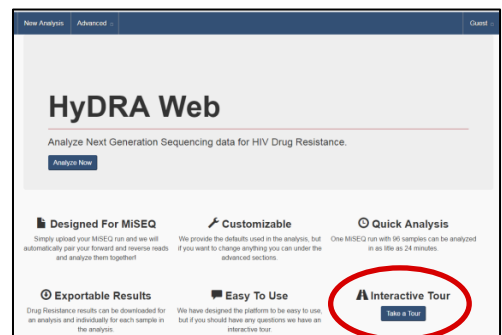 New Analysis Advanced Guest
HyDRA Web
Analyze Next Generation Sequencing data for HIV Drug Resistance.
Analyze Now
Designed For MiSEQ
Simply upload your MiSEQ run and we will
automatically pair your forward and reverse reads
and analyze them together!
Customizable
We provide the defaults used in the analysis, but
if you want to change anything you can under the
advanced sections.
Quick Analysis
One MiSEQ run with 96 samples can be analyzed
in as litle as 24 minutes.
Exportable Results
Drug Resistance results can be downloaded for
an analysis and individually for each sample in
the analysis.
Easy To Use
We have designed the platform to be easy to use,
but if you should have any questions we have an
interactive tour.
Interactive Tour
Take a Tour